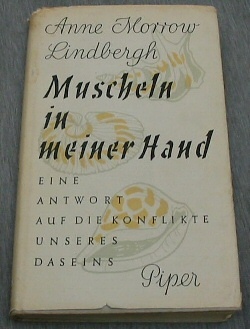 Anne Morrow
Lindbergh
Muscheln
in
meiner Hand
EINE
ANTWORT
AUF DIE KONFLIKTE
UNSERES
DASEINS
Piper